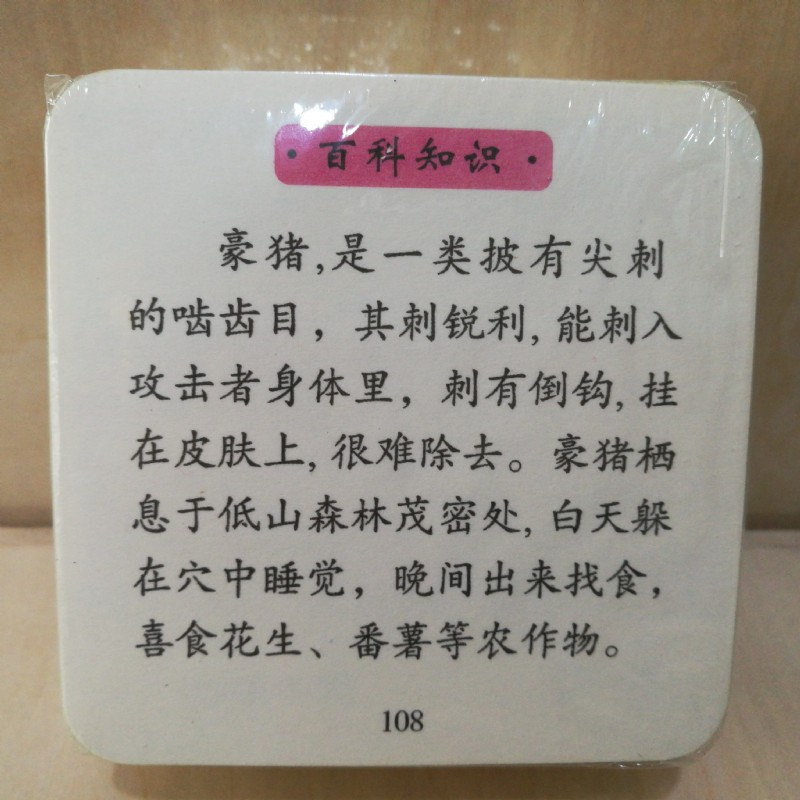 ·百科知识·
豪猪,是一类披有尖刺
的啮齿目，其刺锐利,能刺入
攻击者身体里，刺有倒钩,挂
在皮肤上,很难除去。豪猪栖
息于低山森林茂密处,白天躲
在穴中睡觉，晚间出来找食，
喜食花生、番薯等农作物。
108